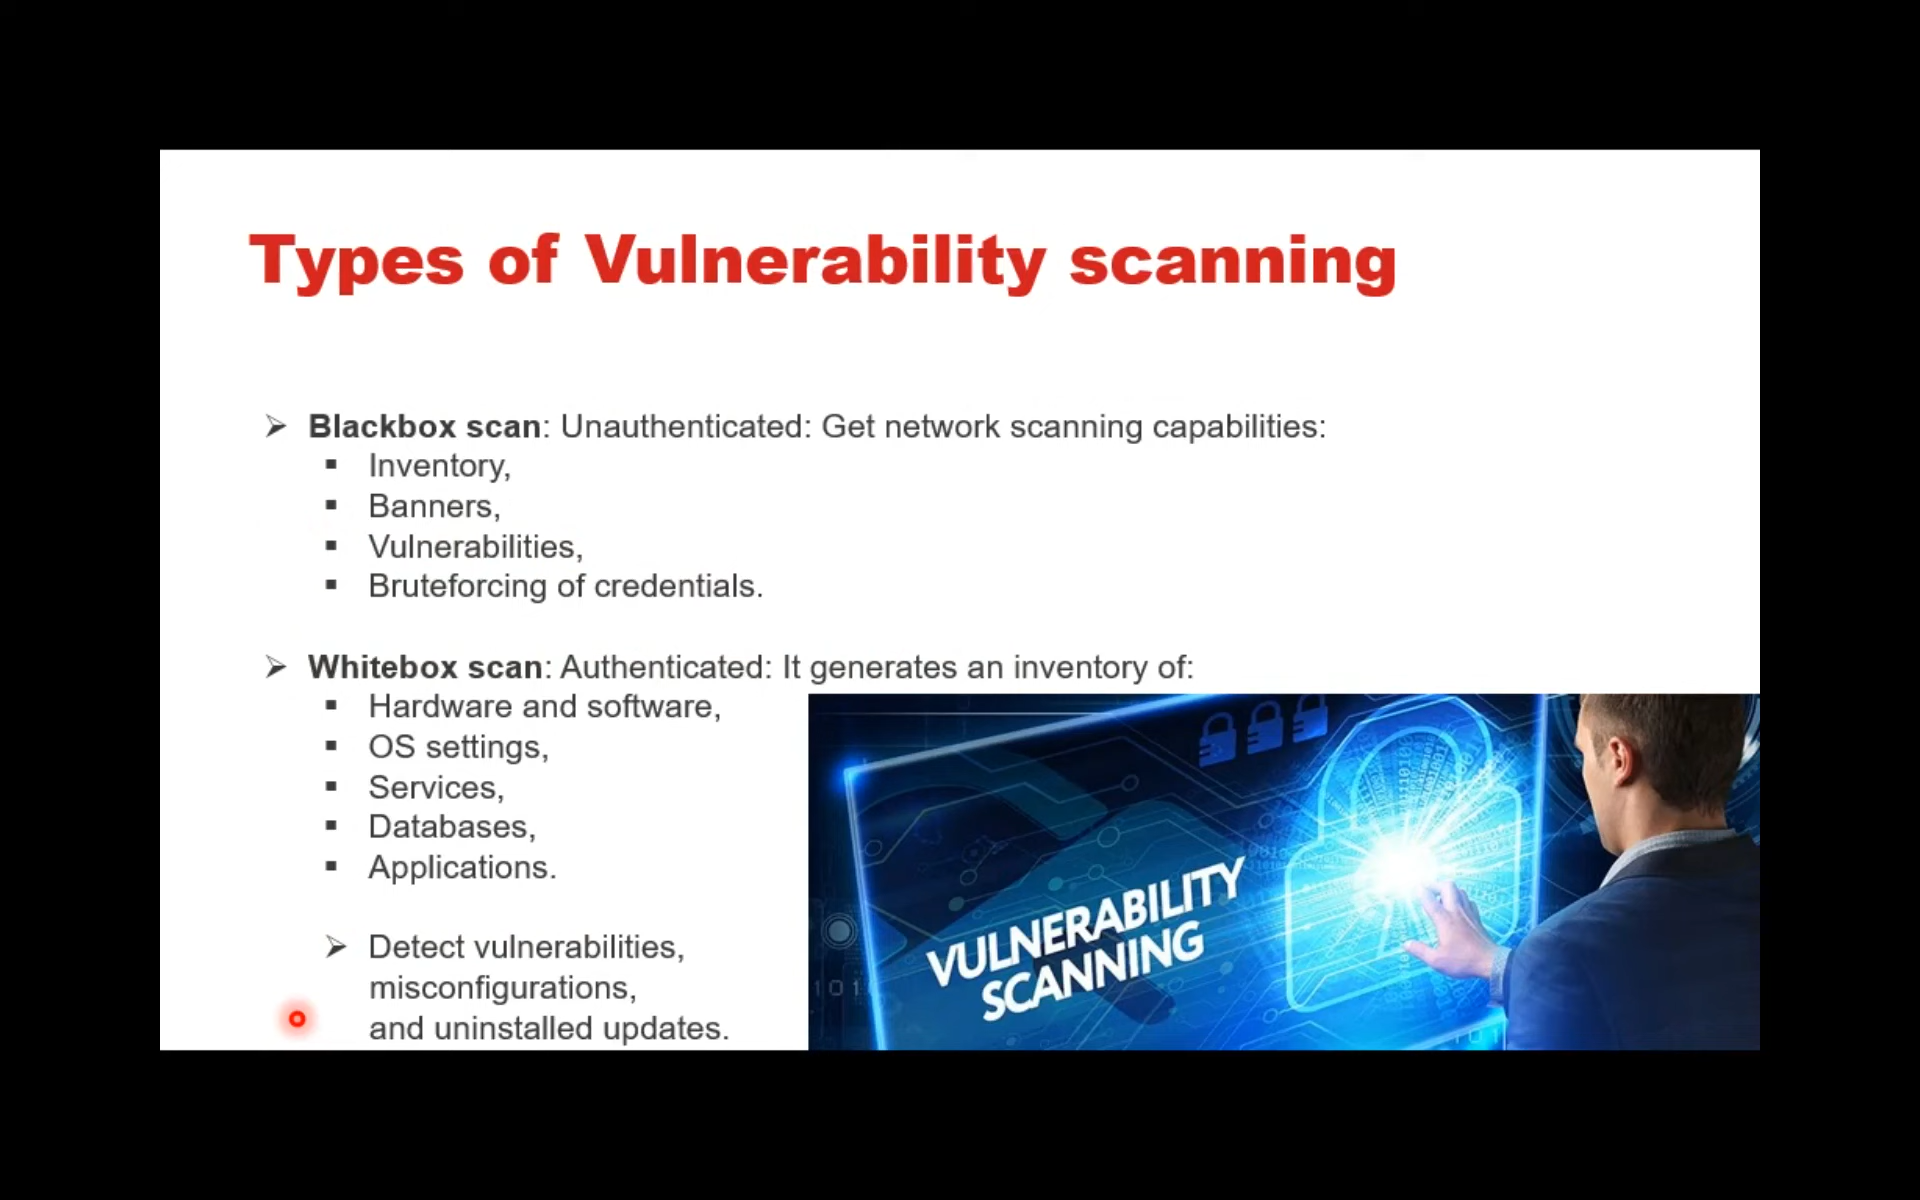 Types of Vulnerability scanning
➢ Blackbox scan: Unauthenticated: Get network scanning capabilities:
▪ Inventory,
▪ Banners,
▪ Vulnerabilities,
▪ Bruteforcing of credentials.
➢ Whitebox scan: Authenticated: It generates an inventory of:
▪ Hardware and software,
▪ OS settings,
▪ Services,
▪ Databases,
▪ Applications.
➢ Detect vulnerabilities,
misconfigurations,
and uninstalled updates.
VULNERABILITY
SCANNING